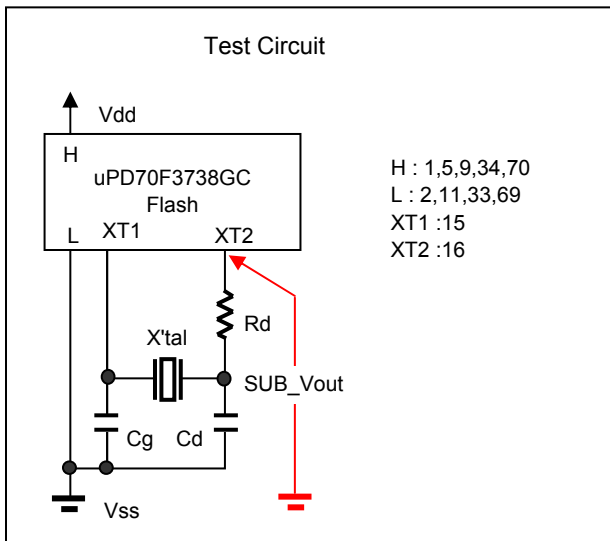 Test Circuit
Vdd
H
uPD70F3738GC
Flash
L XT1 XT2
H : 1,5,9,34,70
L : 2,11,33,69
XT1 :15
XT2 :16
Rd
X'tal
SUB_Vout
Cg Cd
Vss